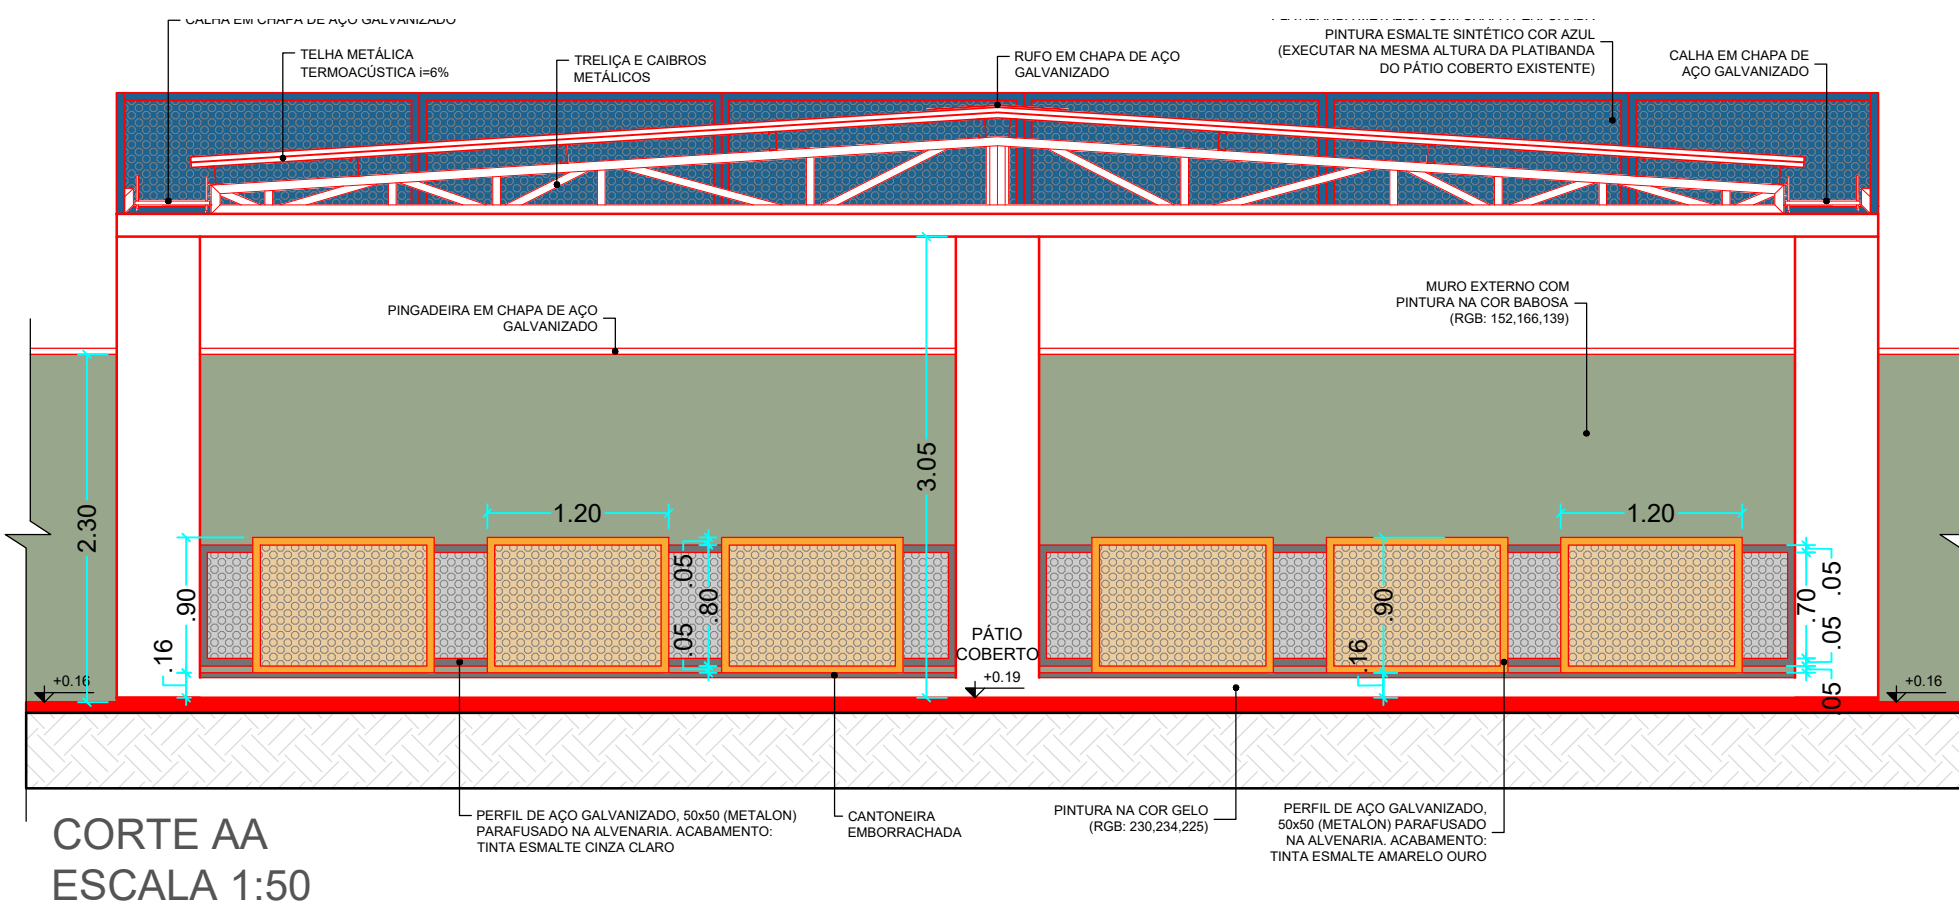 CALHA EM CHAPA DE AÇO GALVANIZADO
TELHA METÁLICA
TERMOACÚSTICA i=6%
TRELIÇA E CAIBROS
METÁLICOS
RUFO EM CHAPA DE AÇO
GALVANIZADO
PINTURA ESMALTE SINTÉTICO COR AZUL
(EXECUTAR NA MESMA ALTURA DA PLATIBANDA
DO PÁTIO COBERTO EXISTENTE)
CALHA EM CHAPA DE
AÇO GALVANIZADO
PINGADEIRA EM CHAPA DE AÇO
GALVANIZADO
MURO EXTERNO COM
PINTURA NA COR BABOSA
(RGB: 152,166,139)
2.30
3.05
1.20
1.20
.90
.16
.05
.80
.05
.90
.16
.70
.05
.05
.05
PÁTIO
COBERTO
+0.16
+0.19
+0.16
PERFIL DE AÇO GALVANIZADO, 50x50 (METALON)
PARAFUSADO NA ALVENARIA. ACABAMENTO:
TINTA ESMALTE CINZA CLARO
CANTONEIRA
EMBORRACHADA
PINTURA NA COR GELO
(RGB: 230,234,225)
PERFIL DE AÇO GALVANIZADO,
50x50 (METALON) PARAFUSADO
NA ALVENARIA. ACABAMENTO:
TINTA ESMALTE AMARELO OURO
CORTE AA
ESCALA 1:50